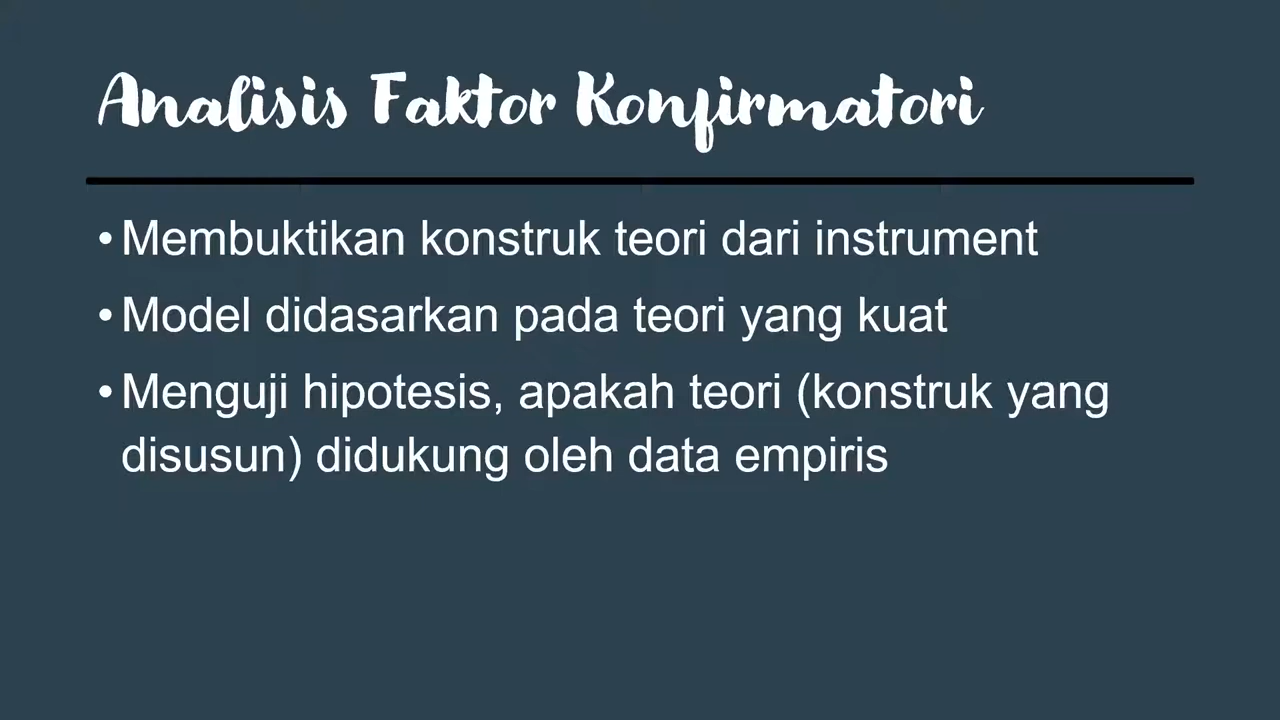 Analisis Faktor Konfirmatori
•Membuktikan konstruk teori dari instrument
•Model didasarkan pada teori yang kuat
•Menguji hipotesis, apakah teori (konstruk yang
disusun) didukung oleh data empiris